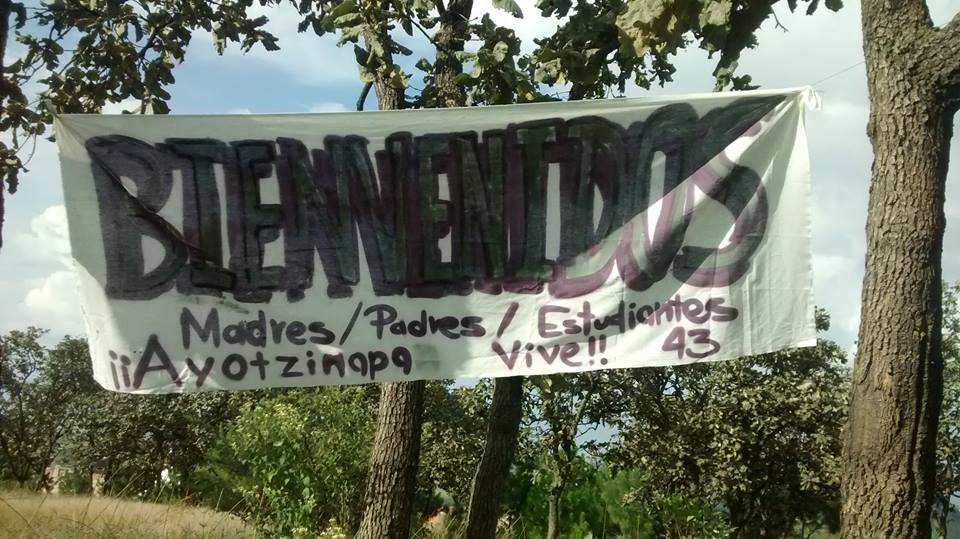 BIENVENIDOS
Madres/Padres/Estudiantes
¡¡Ayotzinapa Vive!! 43